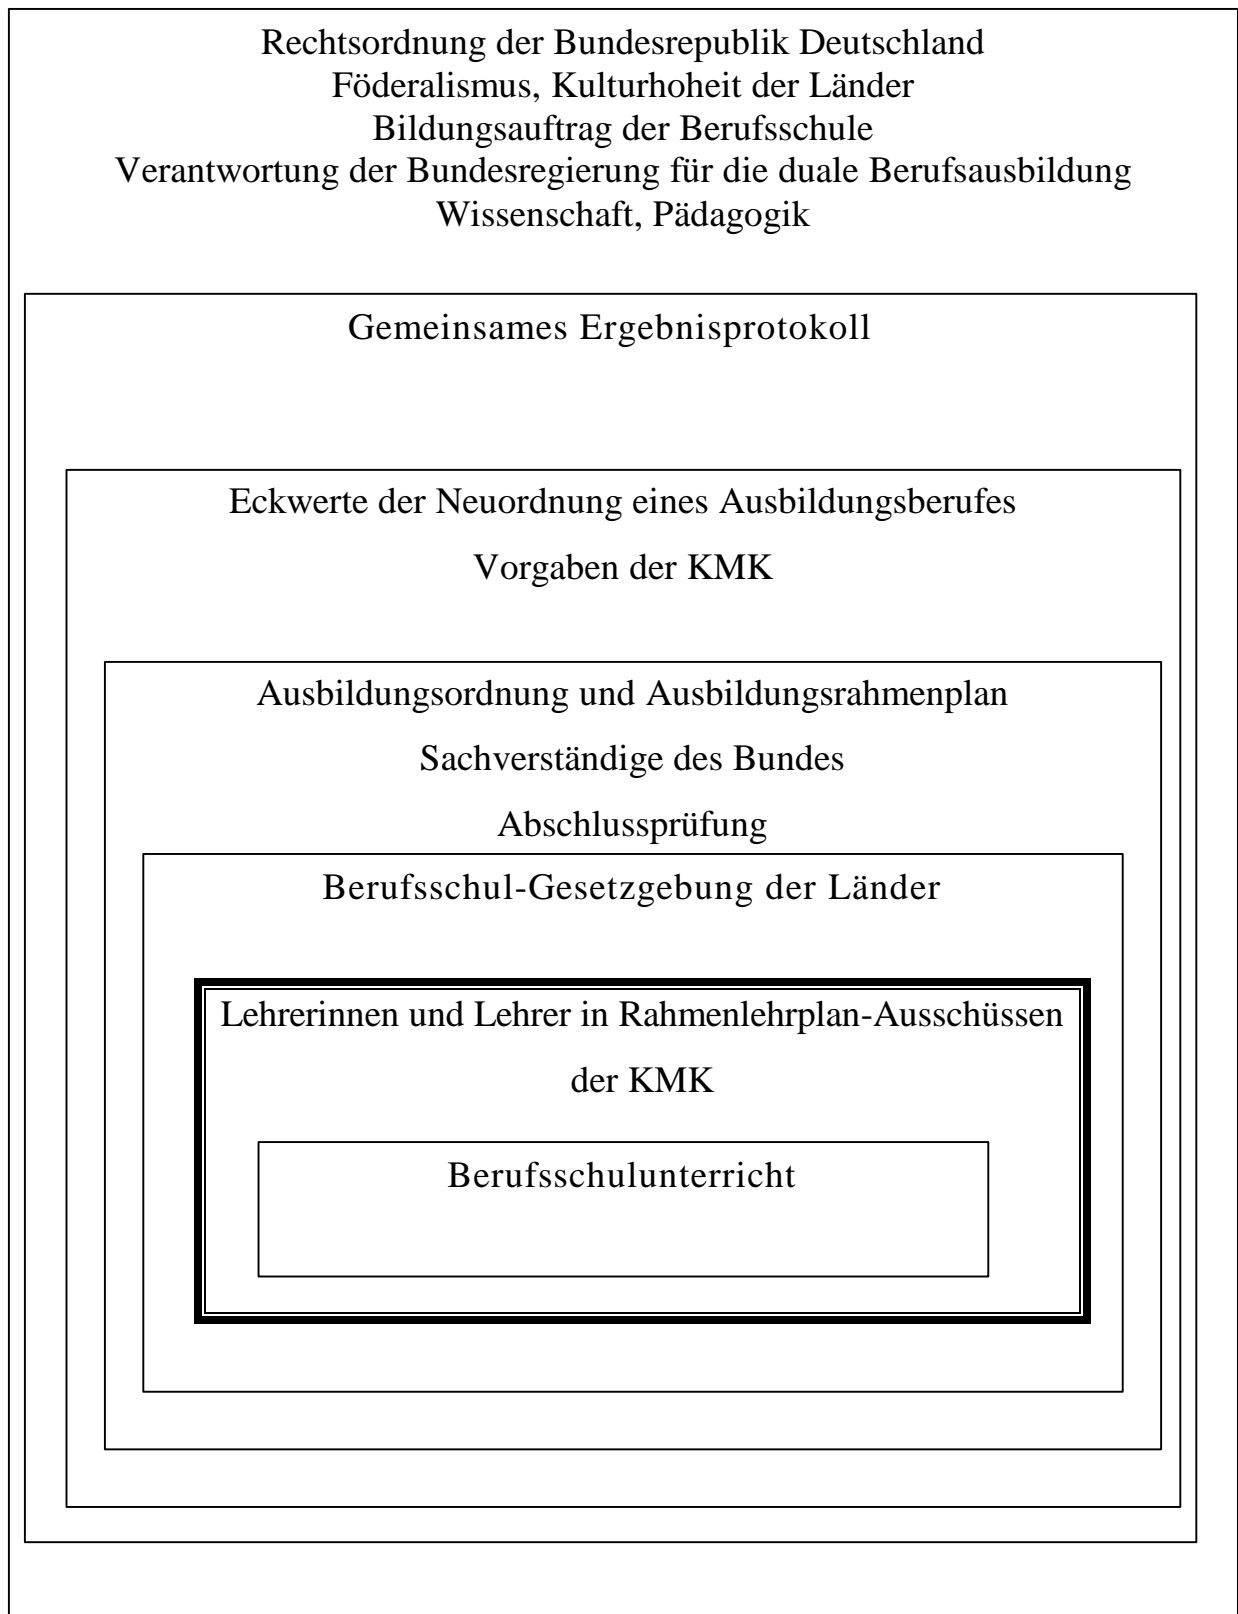 Rechtsordnung der Bundesrepublik Deutschland
Föderalismus, Kulturhoheit der Länder
Bildungsauftrag der Berufsschule
Verantwortung der Bundesregierung für die duale Berufsausbildung
Wissenschaft, Pädagogik
Gemeinsames Ergebnisprotokoll
Eckwerte der Neuordnung eines Ausbildungsberufes
Vorgaben der KMK
Ausbildungsordnung und Ausbildungsrahmenplan
Sachverständige des Bundes
Abschlussprüfung
Berufsschul-Gesetzgebung der Länder
Lehrerinnen und Lehrer in Rahmenlehrplan-Ausschüssen
der KMK
Berufsschulunterricht